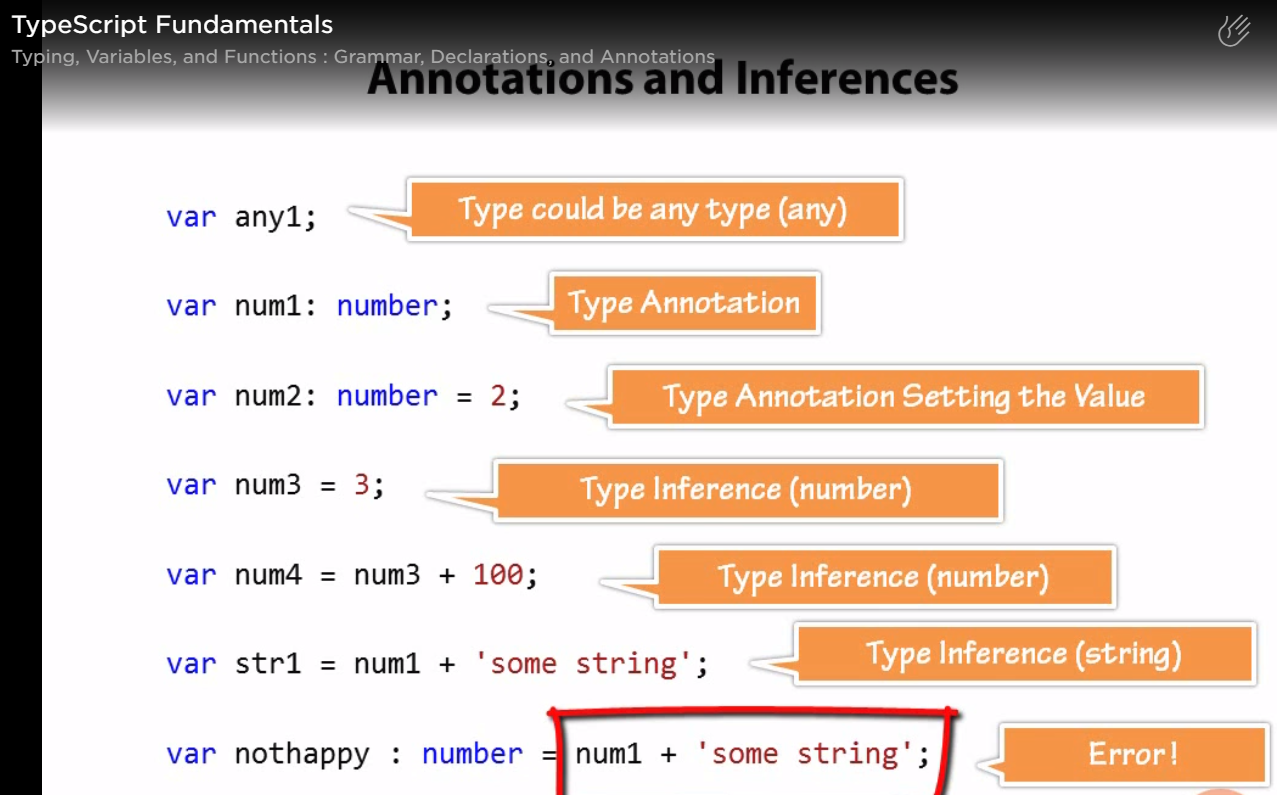 TypeScript Fundamentals
Typing, Variables, and Functions : Grammar, Declarations, and Annotations
Annotations and Inferences
var any1;
Type could be any type (any)
var num1: number;
Type Annotation
var num2: number = 2;
Type Annotation Setting the Value
var num3 = 3;
Type Inference (number)
var num4 = num3 + 100;
Type Inference (number)
var str1 = num1 + 'some string';
Type Inference (string)
var nothappy : number = num1 + 'some string';
Error!